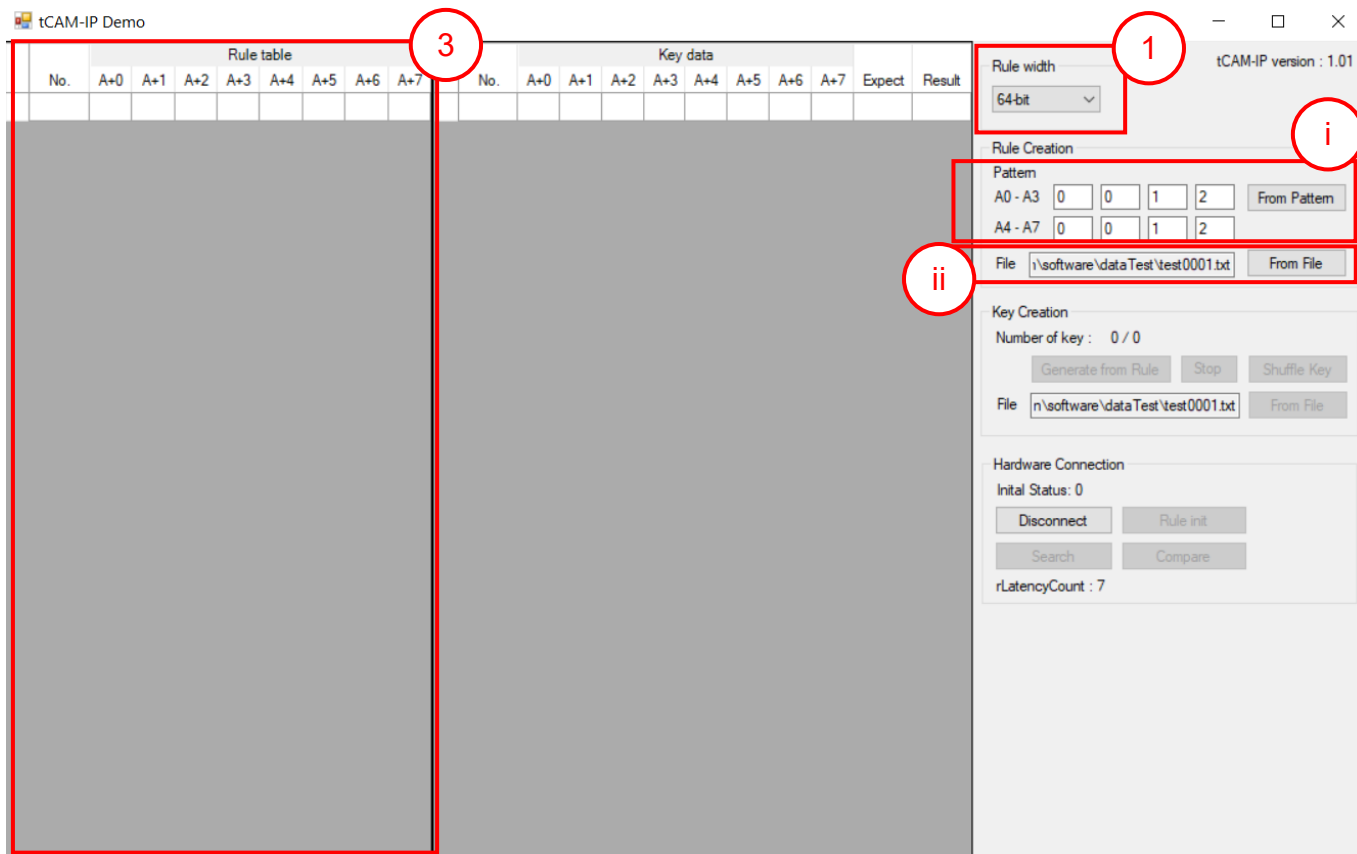 tCAM-IP Demo
3
1
i
ii
Rule table
No. A+0 A+1 A+2 A+3 A+4 A+5 A+6 A+7
Key data
No. A+0 A+1 A+2 A+3 A+4 A+5 A+6 A+7 Expect Result
tCAM-IP version : 1.01
Rule width
64-bit
Rule Creation
Pattern
A0 - A3 0 0 1 2 From Pattern
A4 - A7 0 0 1 2
File \software\dataTest\test0001.txt From File
Key Creation
Number of key : 0 / 0
Generate from Rule Stop Shuffle Key
File n\software\dataTest\test0001.txt From File
Hardware Connection
Inital Status: 0
Disconnect Rule init
Search Compare
rLatencyCount : 7